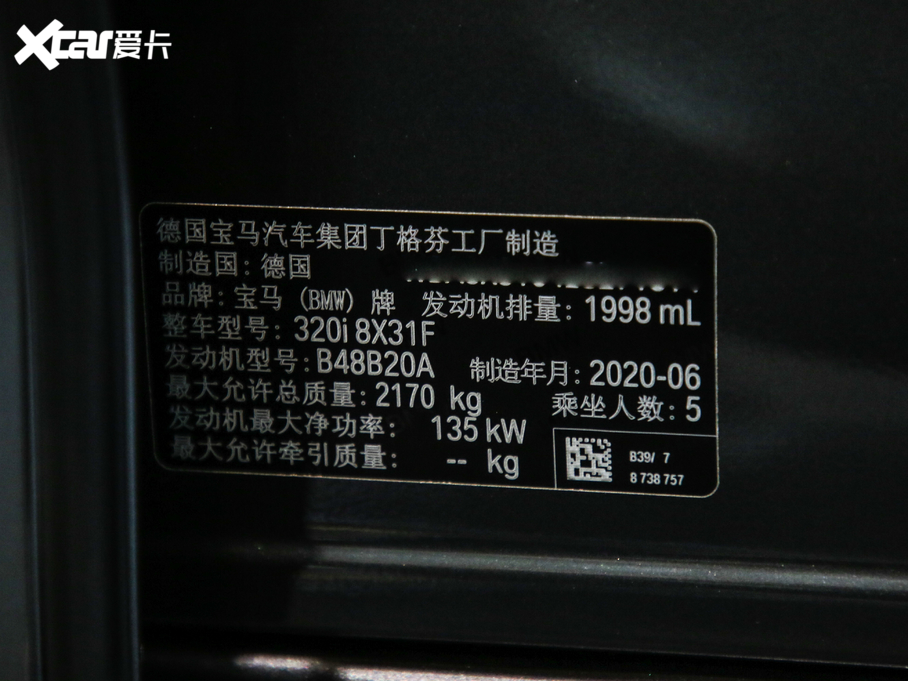 Xcar爱卡
德国宝马汽车集团丁格芬工厂制造
制造国：德国
品牌：宝马（BMW）牌 发动机排量：1998 mL
整车型号：320i 8X31F
发动机型号：B48B20A 制造年月：2020-06
最大允许总质量：2170 kg 乘坐人数：5
发动机最大净功率： 135 kW
最大允许牵引质量： -- kg
B39/ 7
8 738 757